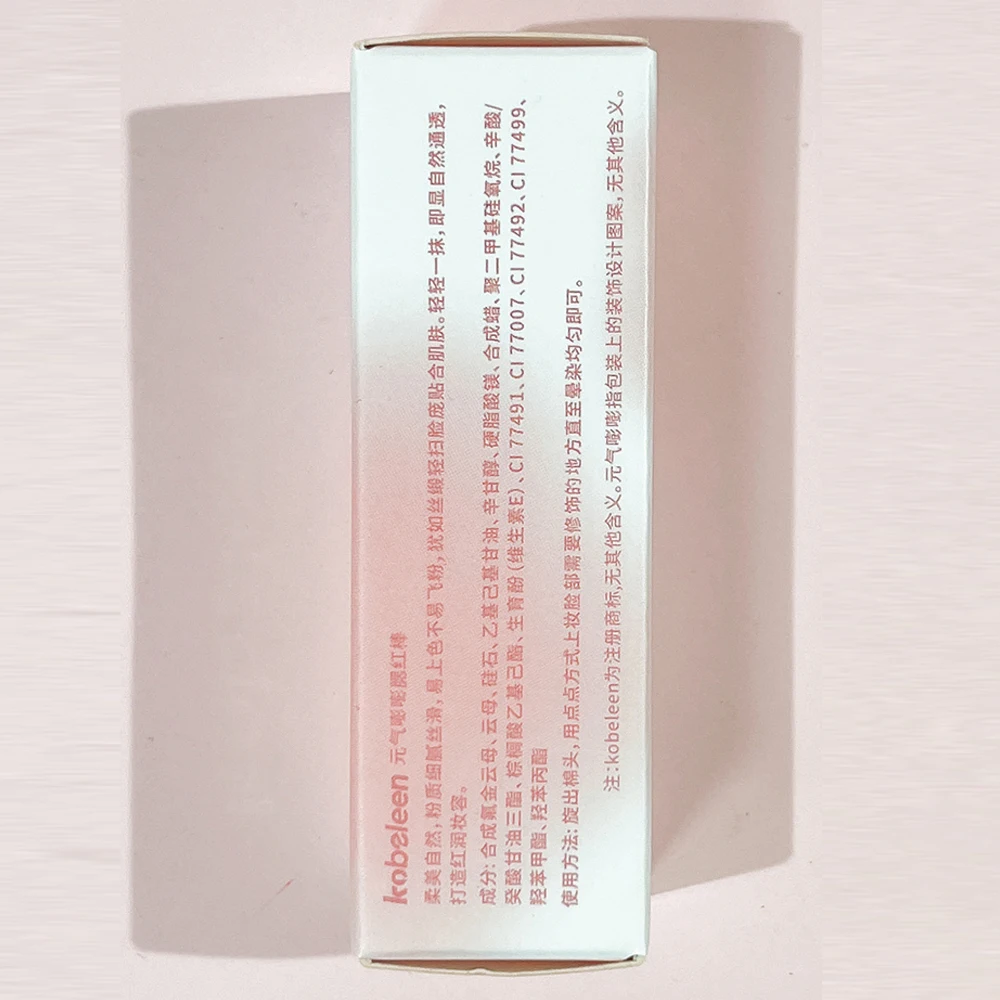 kobeleen 元气嘭嘭腮红棒
柔美自然,粉质细腻丝滑,易上色不易飞粉,犹如丝缎轻扫脸庞贴合肌肤。轻轻一抹,即显自然通透,
打造红润妆容。
成分:合成氟金云母、云母、硅石、乙基己基甘油、辛甘醇、硬脂酸镁、合成蜡、聚二甲基硅氧烷、辛酸/
癸酸甘油三酯、棕榈酸乙基己酯、生育酚(维生素E)、CI 77491、CI 77007、CI 77492、CI 77499、
羟苯甲酯、羟苯丙酯
使用方法:旋出棉头,用点点方式上妆脸部需要修饰的地方直至晕染均匀即可。
注:kobeleen为注册商标,无其他含义。元气嘭嘭指包装上的装饰设计图案,无其他含义。